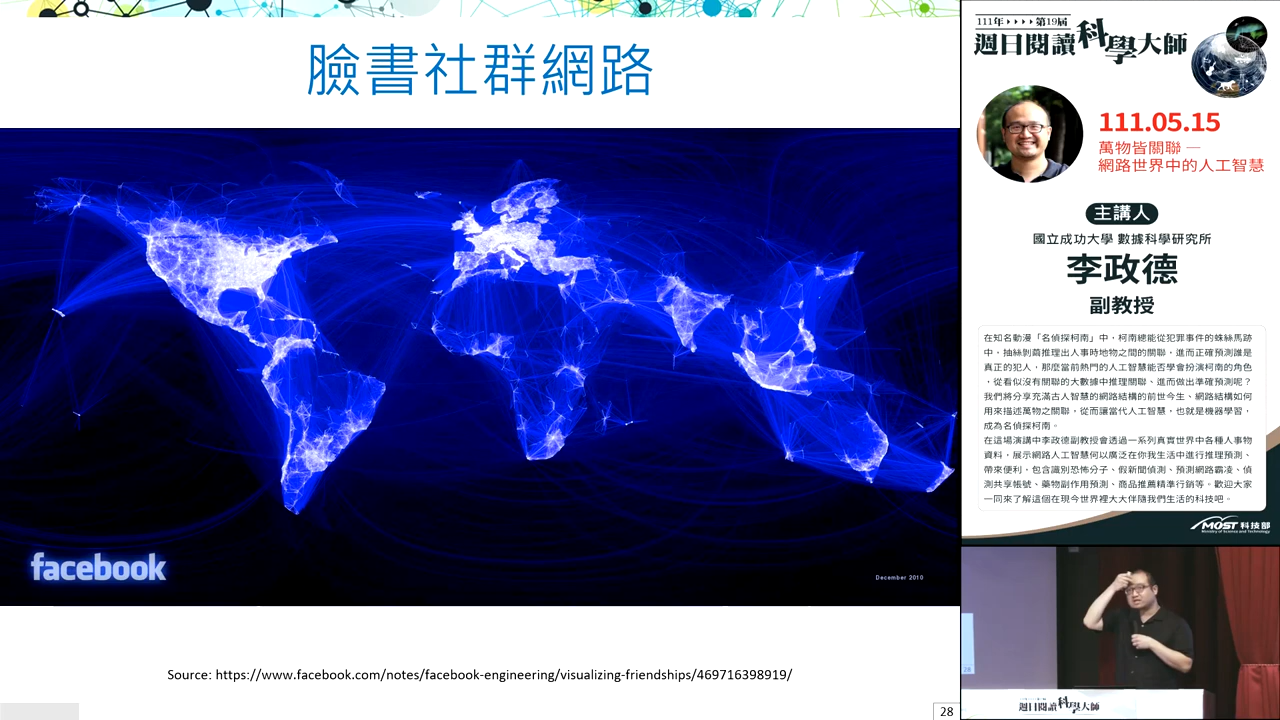 臉書社群網路
facebook
December 2010
Source: https://www.facebook.com/notes/facebook-engineering/visualizing-friendships/469716398919/
28
111年 第19屆
週日閱讀科學大師
111.05.15
萬物皆關聯 —
網路世界中的人工智慧
主講人
國立成功大學 數據科學研究所
李政德
副教授
在知名動漫「名偵探柯南」中,柯南總能從犯罪事件的蛛絲馬跡
中,抽絲剝繭推理出人事時地物之間的關聯,進而正確預測誰是
真正的犯人,那麼當前熱門的人工智慧能否學會扮演柯南的角色
,從看似沒有關聯的大數據中推理關聯、進而做出準確預測呢?
我們將分享充滿古人智慧的網路結構的前世今生、網路結構如何
用來描述萬物之關聯,從而讓當代人工智慧,也就是機器學習,
成為名偵探柯南。
在這場演講中李政德副教授會透過一系列真實世界中各種人事物
資料,展示網路人工智慧何以廣泛在你我生活中進行推理預測、
帶來便利,包含識別恐怖分子、假新聞偵測、預測網路霸凌、偵
測共享帳號、藥物副作用預測、商品推薦精準行銷等。歡迎大家
一同來了解這個在現今世界裡大大伴隨我們生活的科技吧。
MOST 科技部
Ministry of Science and Technology
28
週日閱讀科學大師